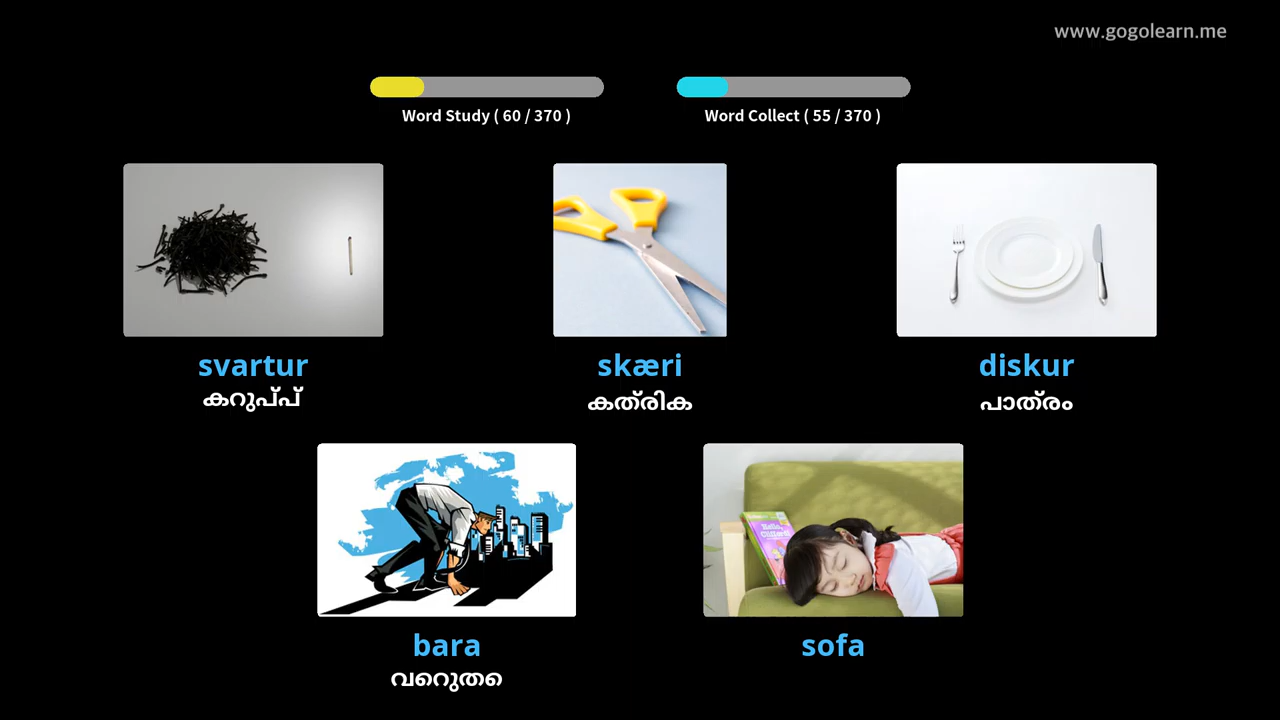 www.gogolearn.me
Word Study ( 60 / 370 )
Word Collect ( 55 / 370 )
svartur
കറുപ്പ്
skæri
കത്രിക
diskur
പാത്രം
bara
വെറുതെ
sofa